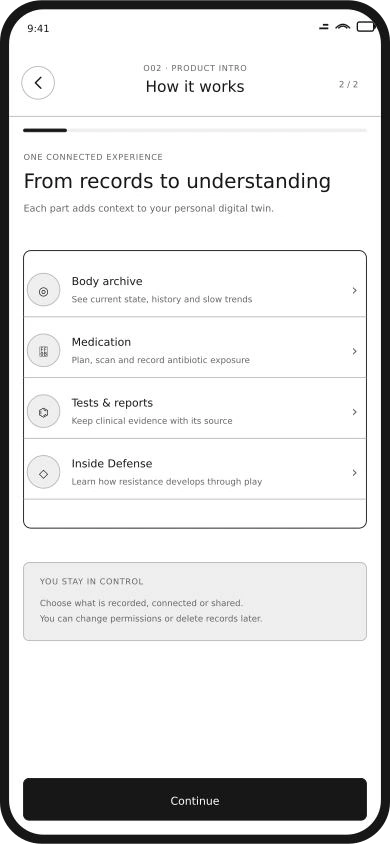 9:41
O02 · PRODUCT INTRO
How it works
2 / 2
ONE CONNECTED EXPERIENCE
From records to understanding
Each part adds context to your personal digital twin.
Body archive
See current state, history and slow trends
Medication
Plan, scan and record antibiotic exposure
Tests & reports
Keep clinical evidence with its source
Inside Defense
Learn how resistance develops through play
YOU STAY IN CONTROL
Choose what is recorded, connected or shared.
You can change permissions or delete records later.
Continue